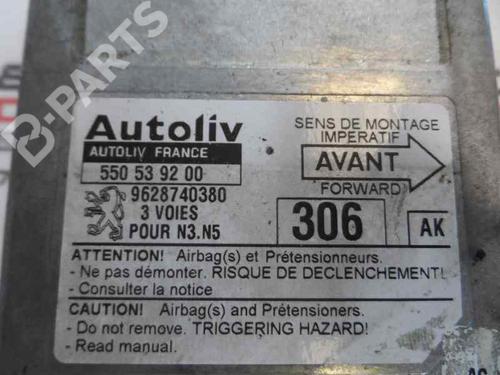 B-PARTS
Autoliv
AUTOLIV FRANCE
550 53 92 00
9628740380
3 VOIES
POUR N3.N5
SENS DE MONTAGE
IMPERATIF
AVANT
FORWARD
306
AK
ATTENTION! Airbag(s) et Prétensionneurs.
- Ne pas démonter. RISQUE DE DECLENCHEMENT!
- Consulter la notice
CAUTION! Airbag(s) and Prétensioners.
- Do not remove. TRIGGERING HAZARD!
- Read manual.